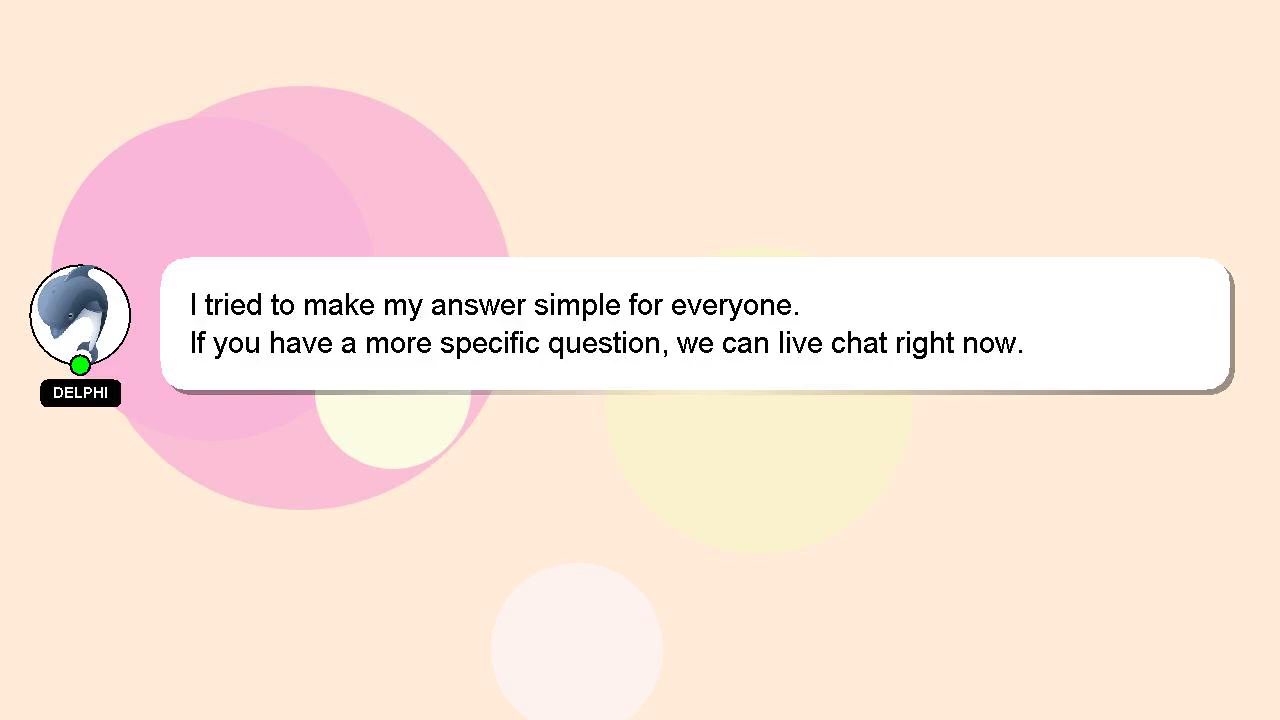 I tried to make my answer simple for everyone.
If you have a more specific question, we can live chat right now.
DELPHI